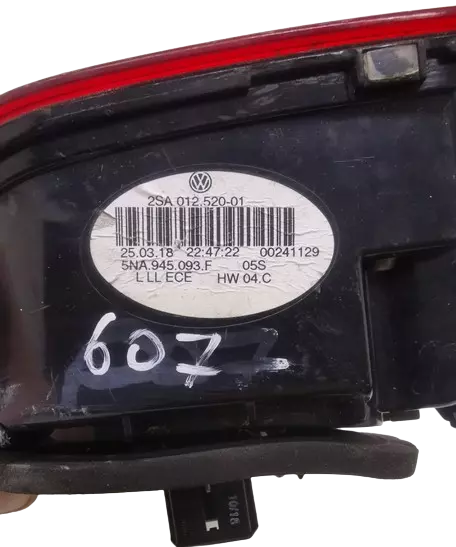 2SA 012.520-01
25.03.18 22:47:22 00241129
5NA.945.093.F 05S
L LL ECE HW 04.C
6077